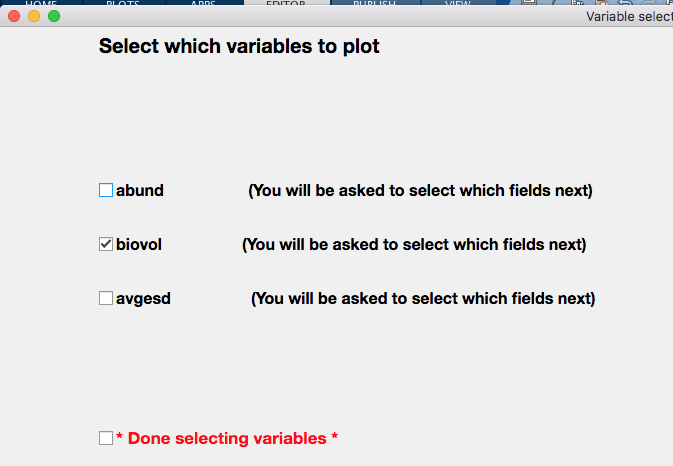 HOME PLOTS APPS EDITOR PUBLISH VIEW
Variable select
Select which variables to plot
abund (You will be asked to select which fields next)
biovol (You will be asked to select which fields next)
avgesd (You will be asked to select which fields next)
* Done selecting variables *